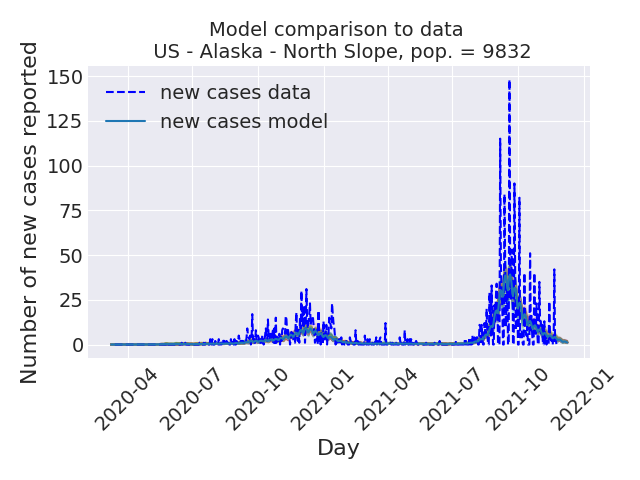 Model comparison to data
US - Alaska - North Slope, pop. = 9832
Number of new cases reported
150
125
100
75
50
25
0
new cases data
new cases model
2020-04
2020-07
2020-10
2021-01
2021-04
2021-07
2021-10
2022-01
Day